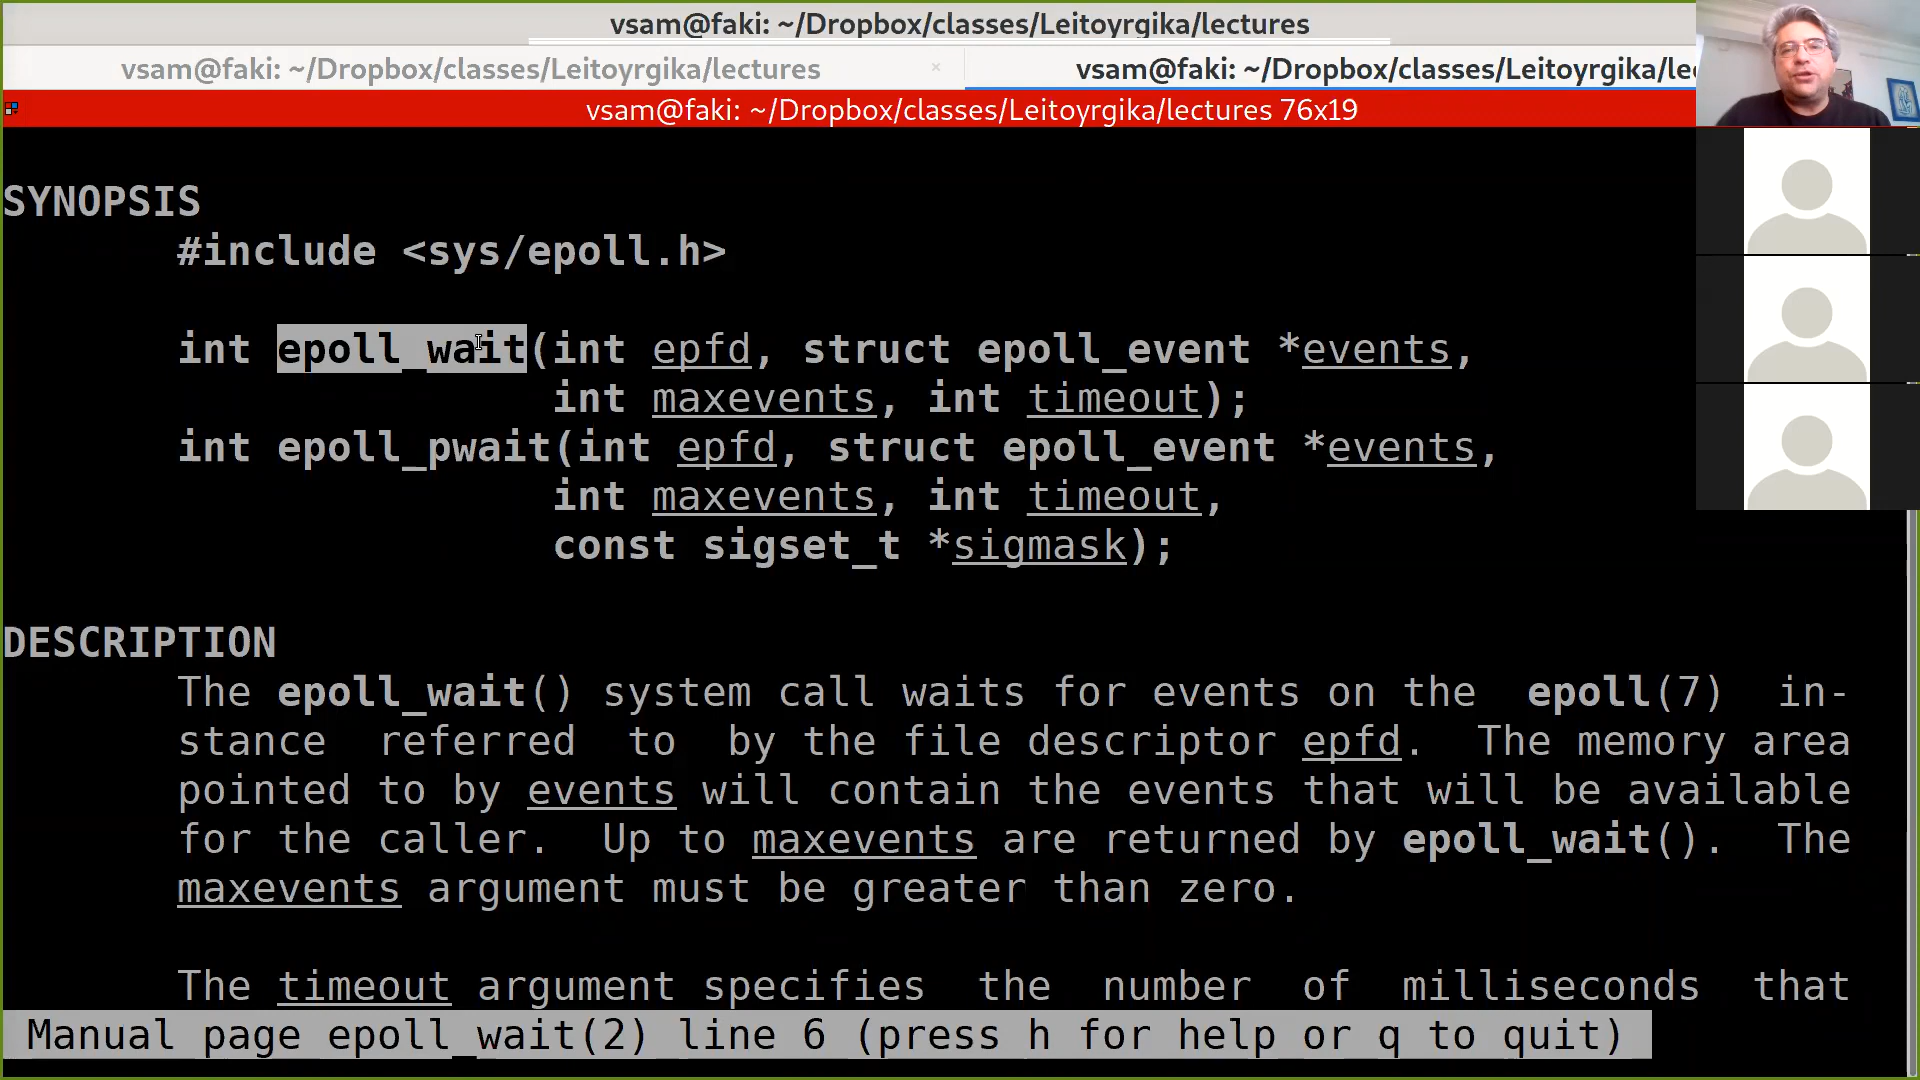 vsam@faki: ~/Dropbox/classes/Leitoyrgika/lectures
vsam@faki: ~/Dropbox/classes/Leitoyrgika/lectures × vsam@faki: ~/Dropbox/classes/Leitoyrgika/le
vsam@faki: ~/Dropbox/classes/Leitoyrgika/lectures 76x19
SYNOPSIS
#include <sys/epoll.h>
int epoll_wait(int epfd, struct epoll_event *events,
int maxevents, int timeout);
int epoll_pwait(int epfd, struct epoll_event *events,
int maxevents, int timeout,
const sigset_t *sigmask);
DESCRIPTION
The epoll_wait() system call waits for events on the epoll(7) in-
stance referred to by the file descriptor epfd. The memory area
pointed to by events will contain the events that will be available
for the caller. Up to maxevents are returned by epoll_wait(). The
maxevents argument must be greater than zero.
The timeout argument specifies the number of milliseconds that
Manual page epoll_wait(2) line 6 (press h for help or q to quit)